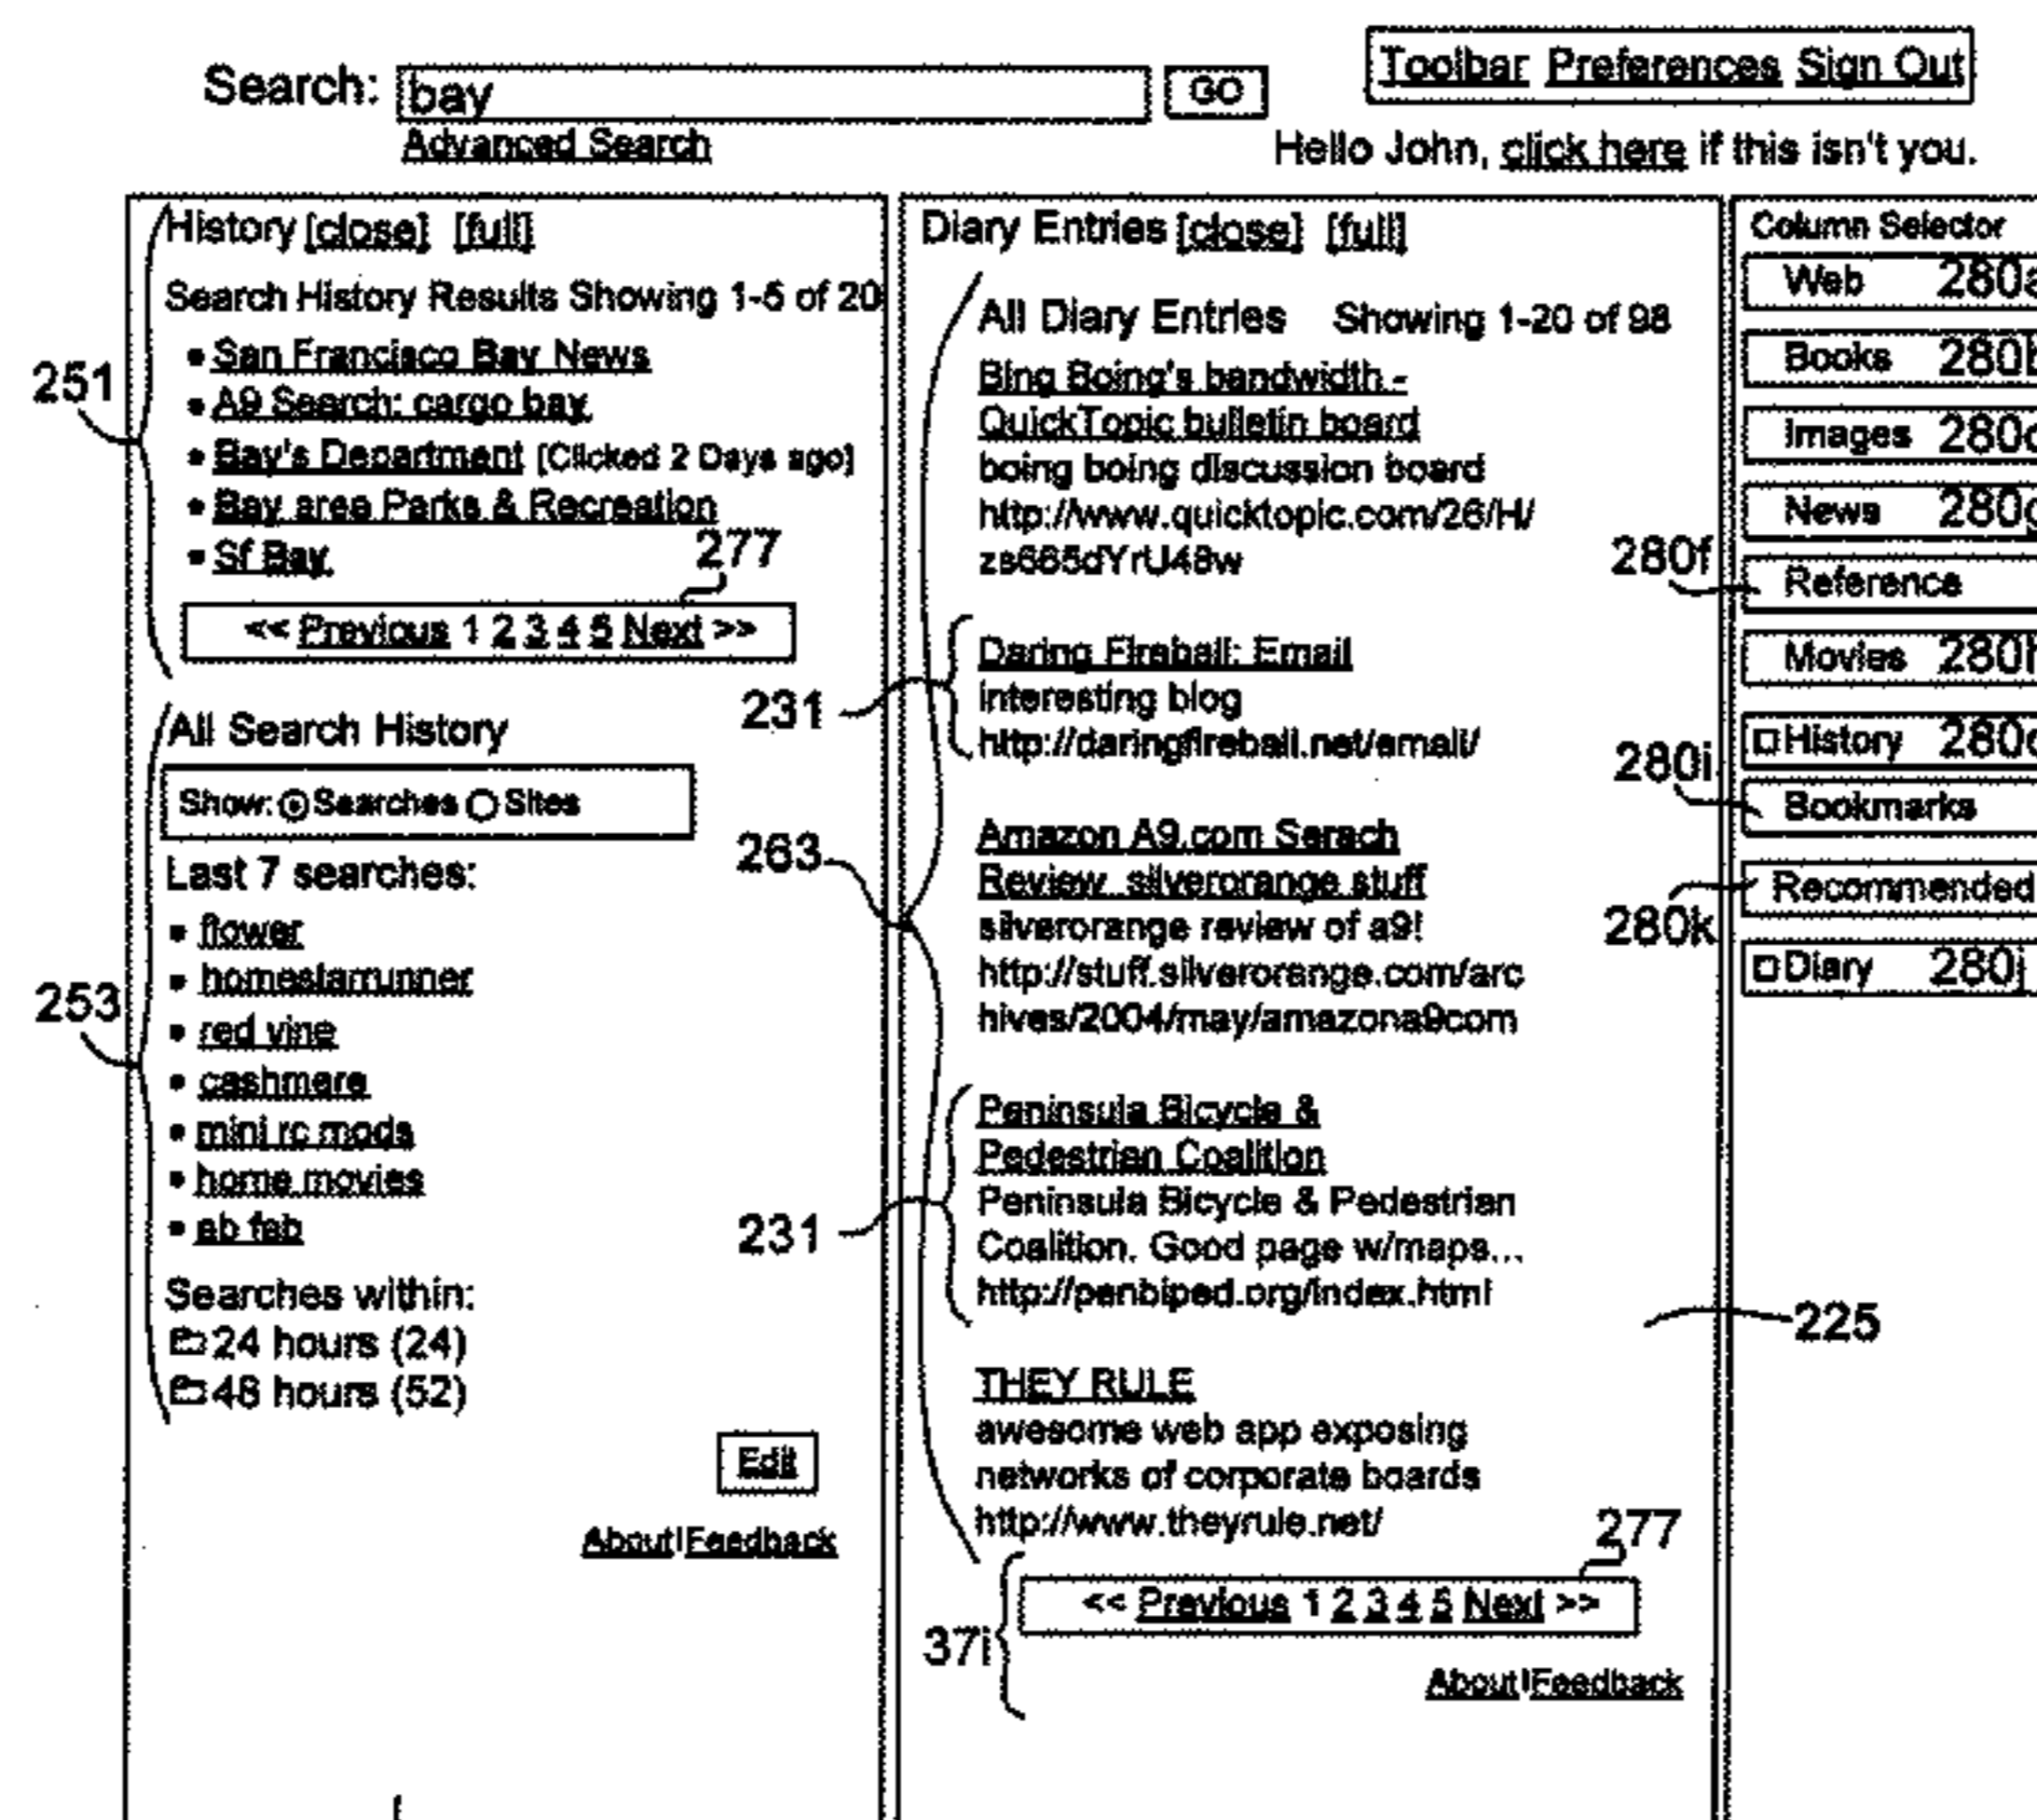 Search: bay GO
Toolbar Preferences Sign Out
Advanced Search
Hello John, click here if this isn't you.
History [close] [full]
Search History Results Showing 1-5 of 20
251
• San Francisco Bay News
• A9 Search: cargo bay
• Bay's Department [Clicked 2 Days ago]
• Bay area Parks & Recreation
• Sf Bay
277
<< Previous 1 2 3 4 5 Next >>
All Search History
Show: Searches Sites
Last 7 searches:
• flower
• homestarrunner
253
• red vine
• cashmere
• mini rc mods
• home movies
• ab fab
Searches within:
24 hours (24)
48 hours (52)
Edit
About|Feedback
Diary Entries [close] [full]
All Diary Entries Showing 1-20 of 98
Bing Boing's bandwidth -
QuickTopic bulletin board
boing boing discussion board
http://www.quicktopic.com/26/H/
231
Daring Fireball: Email
interesting blog
http://daringfireball.net/email/
263
Amazon A9.com Serach
Review silverorange stuff
silverorange review of a9!
http://stuff.silverorange.com/arc
hives/2004/may/amazona9com
231
Peninsula Bicycle &
Pedestrian Coalition
Peninsula Bicycle & Pedestrian
Coalition. Good page w/maps...
http://penbiped.org/index.html
225
THEY RULE
awesome web app exposing
networks of corporate boards
http://www.theyrule.net/
277
<< Previous 1 2 3 4 5 Next >>
37i
About|Feedback
Column Selector
Web 280a
Books 280b
Images 280c
News 280g
280f
Reference
Movies 280h
History
280i
Bookmarks
Recommended
280k
Diary 280j